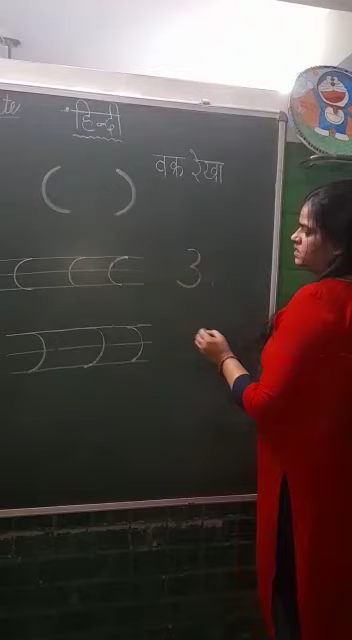 हिन्दी
वक्र रेखा
( )
C C C
3
) ) )